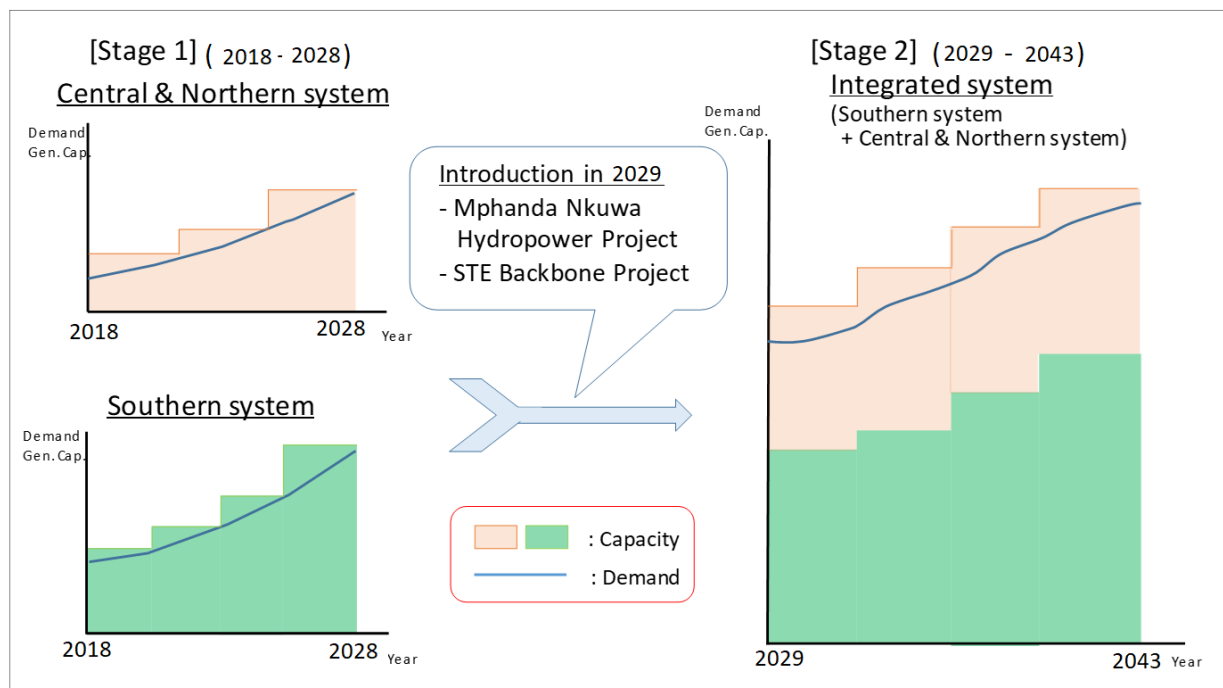 [Stage 1] ( 2018 - 2028)
Central & Northern system
Demand
Gen.Cap.
2018
2028
Year
Southern system
Demand
Gen.Cap.
2018
2028
Year
Introduction in 2029
- Mphanda Nkuwa
Hydropower Project
- STE Backbone Project
: Capacity
: Demand
[Stage 2] (2029 - 2043)
Integrated system
(Southern system
+ Central & Northern system)
Demand
Gen.Cap.
2029
2043
Year